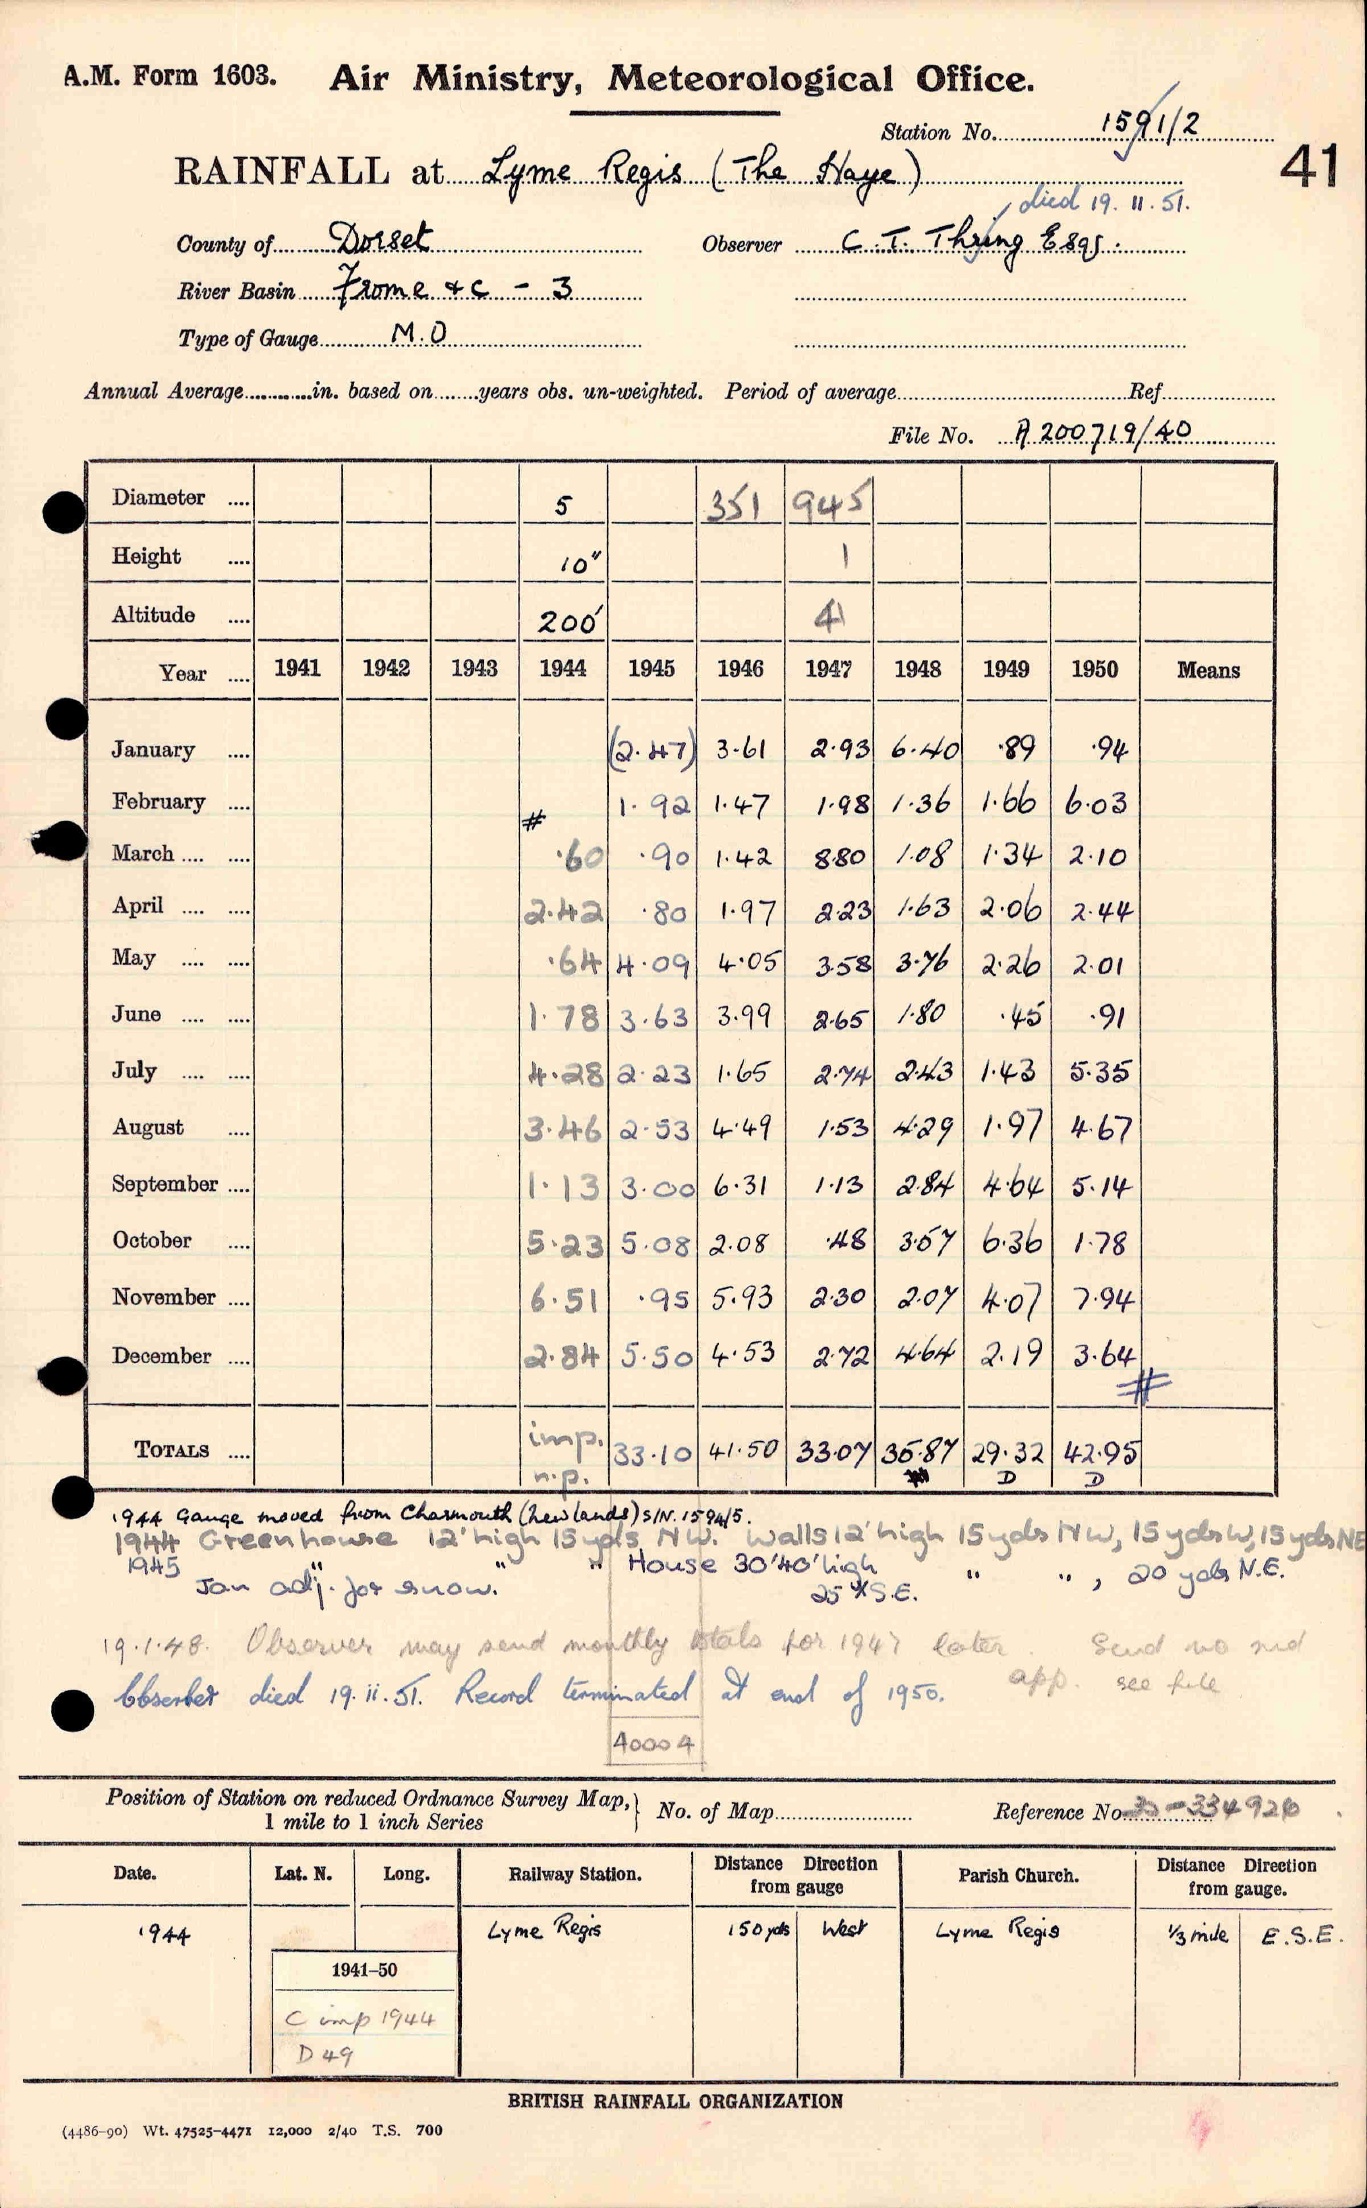 A.M. Form 1603. Air Ministry, Meteorological Office.
Station No. 1591/2
41
RAINFALL at Lyme Regis (The Haye)
died 19.11.51.
County of Dorset Observer C. T. Thring Esq.
River Basin Frome &c - 3
Type of Gauge M.O
Annual Average............in. based on.......years obs. un-weighted. Period of average............ Ref............
File No. A 200719/40
Diameter .... 5 351 945
Height .... 10" 1
Altitude .... 200' 4
Year .... 1941 1942 1943 1944 1945 1946 1947 1948 1949 1950 Means
January .... (2.47) 3.61 2.93 6.40 .89 .94
February .... 1.92 1.47 1.98 1.36 1.66 6.03
#
March .... .... .60 .90 1.42 8.80 1.08 1.34 2.10
April .... .... 2.42 .80 1.97 2.23 1.63 2.06 2.44
May .... .... .64 4.09 4.05 3.58 3.76 2.26 2.01
June .... .... 1.78 3.63 3.99 2.65 1.80 .45 .91
July .... .... 4.28 2.23 1.65 2.74 2.43 1.43 5.35
August .... 3.46 2.53 4.49 1.53 4.29 1.97 4.67
September .... 1.13 3.00 6.31 1.13 2.84 4.64 5.14
October .... 5.23 5.08 2.08 .48 3.57 6.36 1.78
November .... 6.51 .95 5.93 2.30 2.07 4.07 7.94
December .... 2.84 5.50 4.53 2.72 4.64 2.19 3.64
#
TOTALS .... imp. 33.10 41.50 33.07 35.87 29.32 42.95
n.p. D D
1944 Gauge moved from Charmouth (Newlands) S/N. 1594/5.
1944 Greenhouse 12' high 15 yds NW. Walls 12' high 15 yds NW, 15 yds W, 15 yds NE
1945 " " " House 30'40' high " " , 20 yds N.E.
Jan adj. for snow. 25 S.E.
19.1.48. Observer may send monthly totals for 1947 later. Send no
app. see file
Observer died 19.11.51. Record terminated at end of 1950.
40004
Position of Station on reduced Ordnance Survey Map, 1 mile to 1 inch Series } No. of Map............ Reference No. 30-334926
Date. Lat. N. Long. Railway Station. Distance Direction from gauge Parish Church. Distance Direction from gauge.
1944 Lyme Regis 150 yds West Lyme Regis 1/3 mile E.S.E.
1941-50
C imp 1944
D 49
BRITISH RAINFALL ORGANIZATION
(4486-90) Wt. 47525-4471 12,000 2/40 T.S. 700